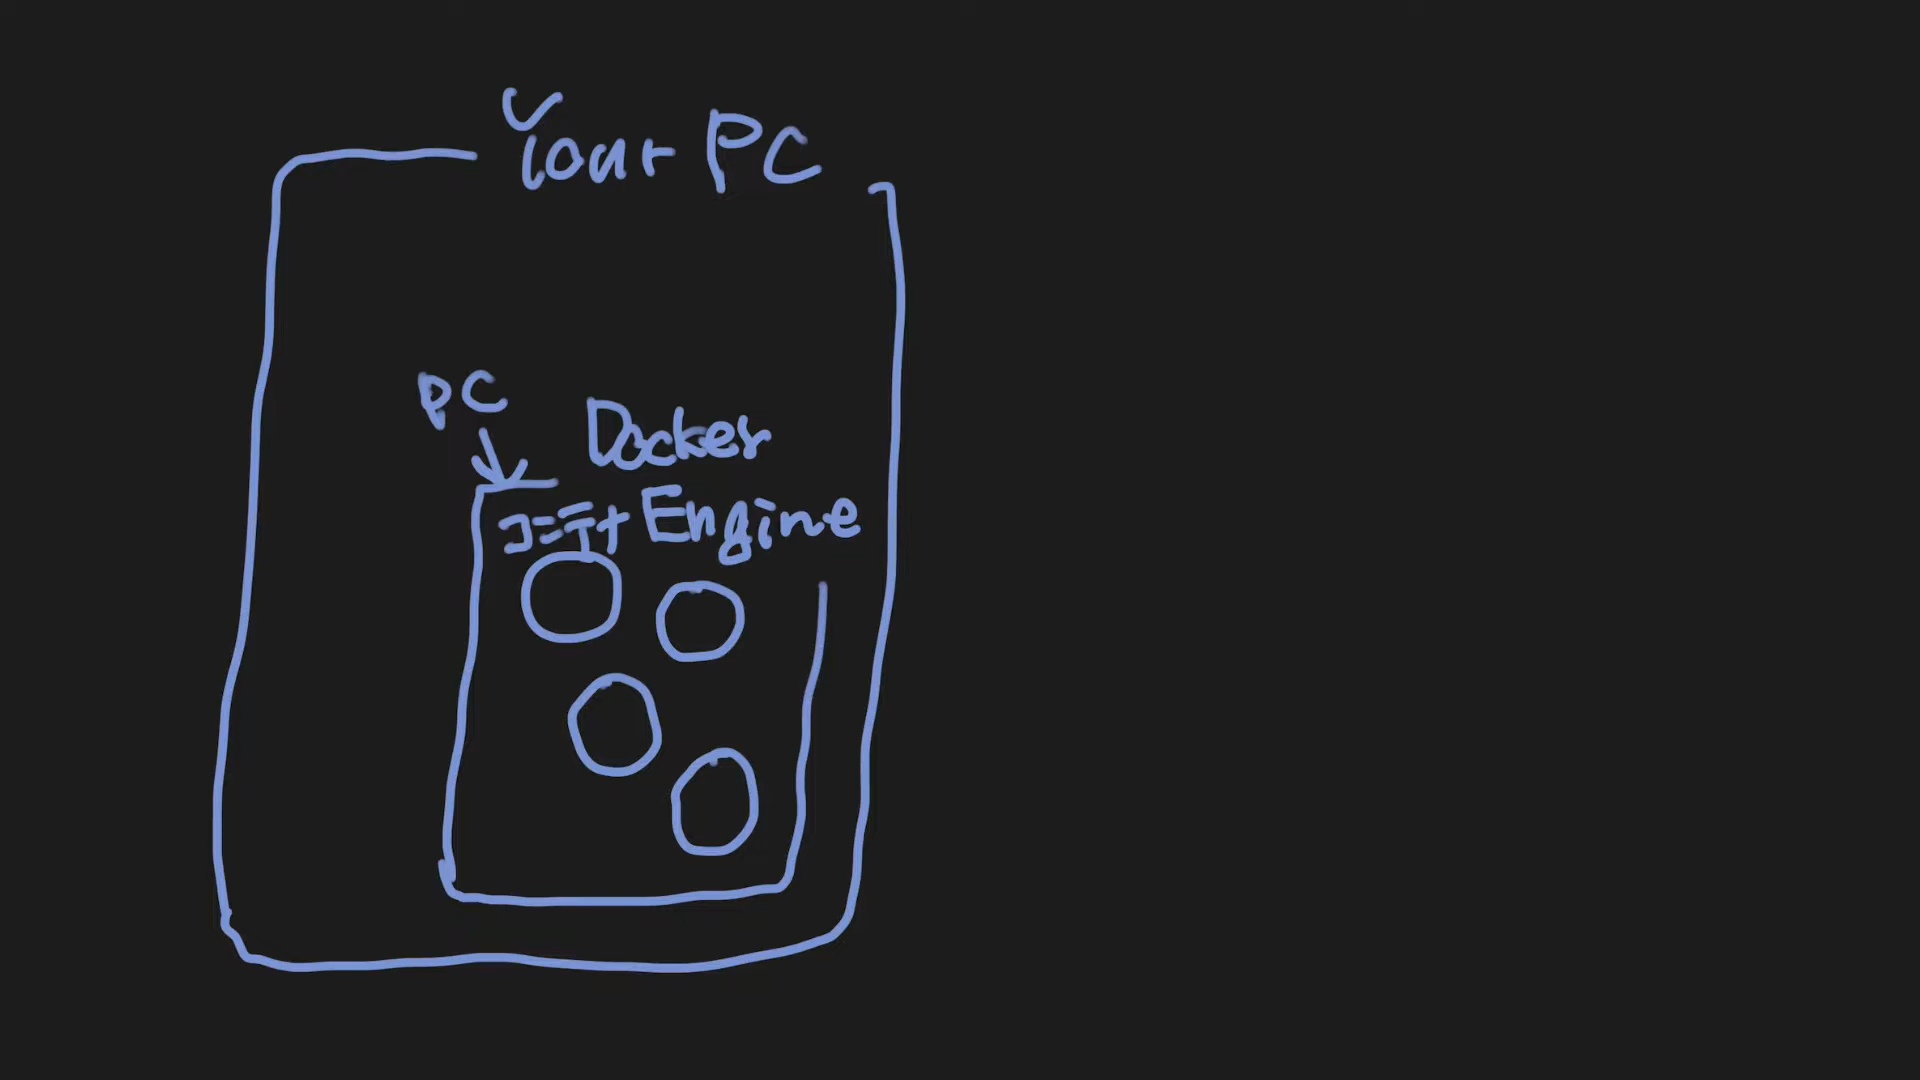 Your PC
PC
Docker
コンテナ Engine